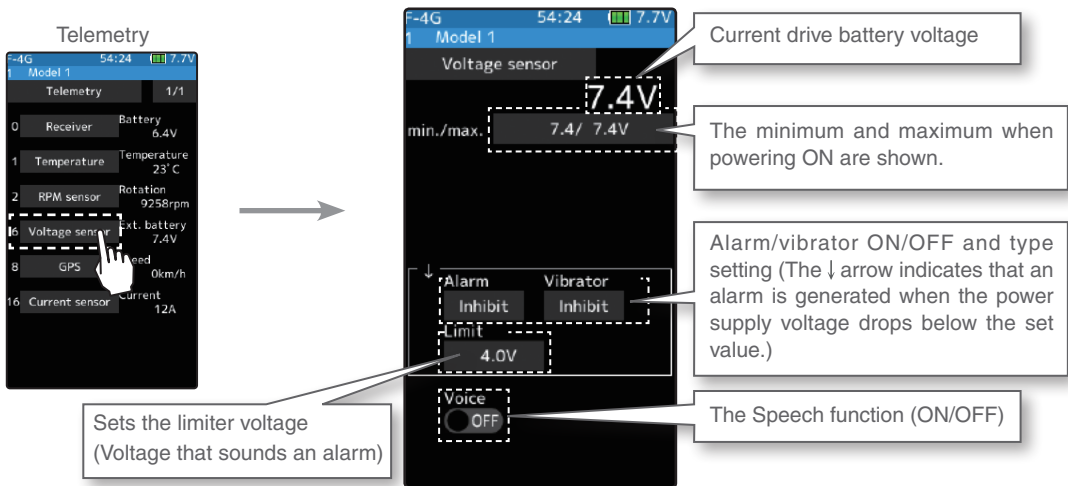 Telemetry
F-4G 54:24 7.7V
1 Model 1
Telemetry 1/1
0 Receiver Battery 6.4V
1 Temperature Temperature 23°C
2 RPM sensor Rotation 9258rpm
6 Voltage sensor Ext. battery 7.4V
8 GPS eed 0km/h
16 Current sensor Current 12A
F-4G 54:24 7.7V
1 Model 1
Voltage sensor
7.4V
min./max. 7.4/ 7.4V
↓
Alarm Vibrator
Inhibit Inhibit
Limit
4.0V
Voice
OFF
Current drive battery voltage
The minimum and maximum when
powering ON are shown.
Alarm/vibrator ON/OFF and type
setting (The ↓ arrow indicates that an
alarm is generated when the power
supply voltage drops below the set
value.)
The Speech function (ON/OFF)
Sets the limiter voltage
(Voltage that sounds an alarm)